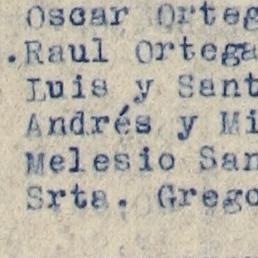 Oscar Orteg
.Raul Ortega
Luis y Sant
Andrés y Mi
Melesio San
Srta. Grego